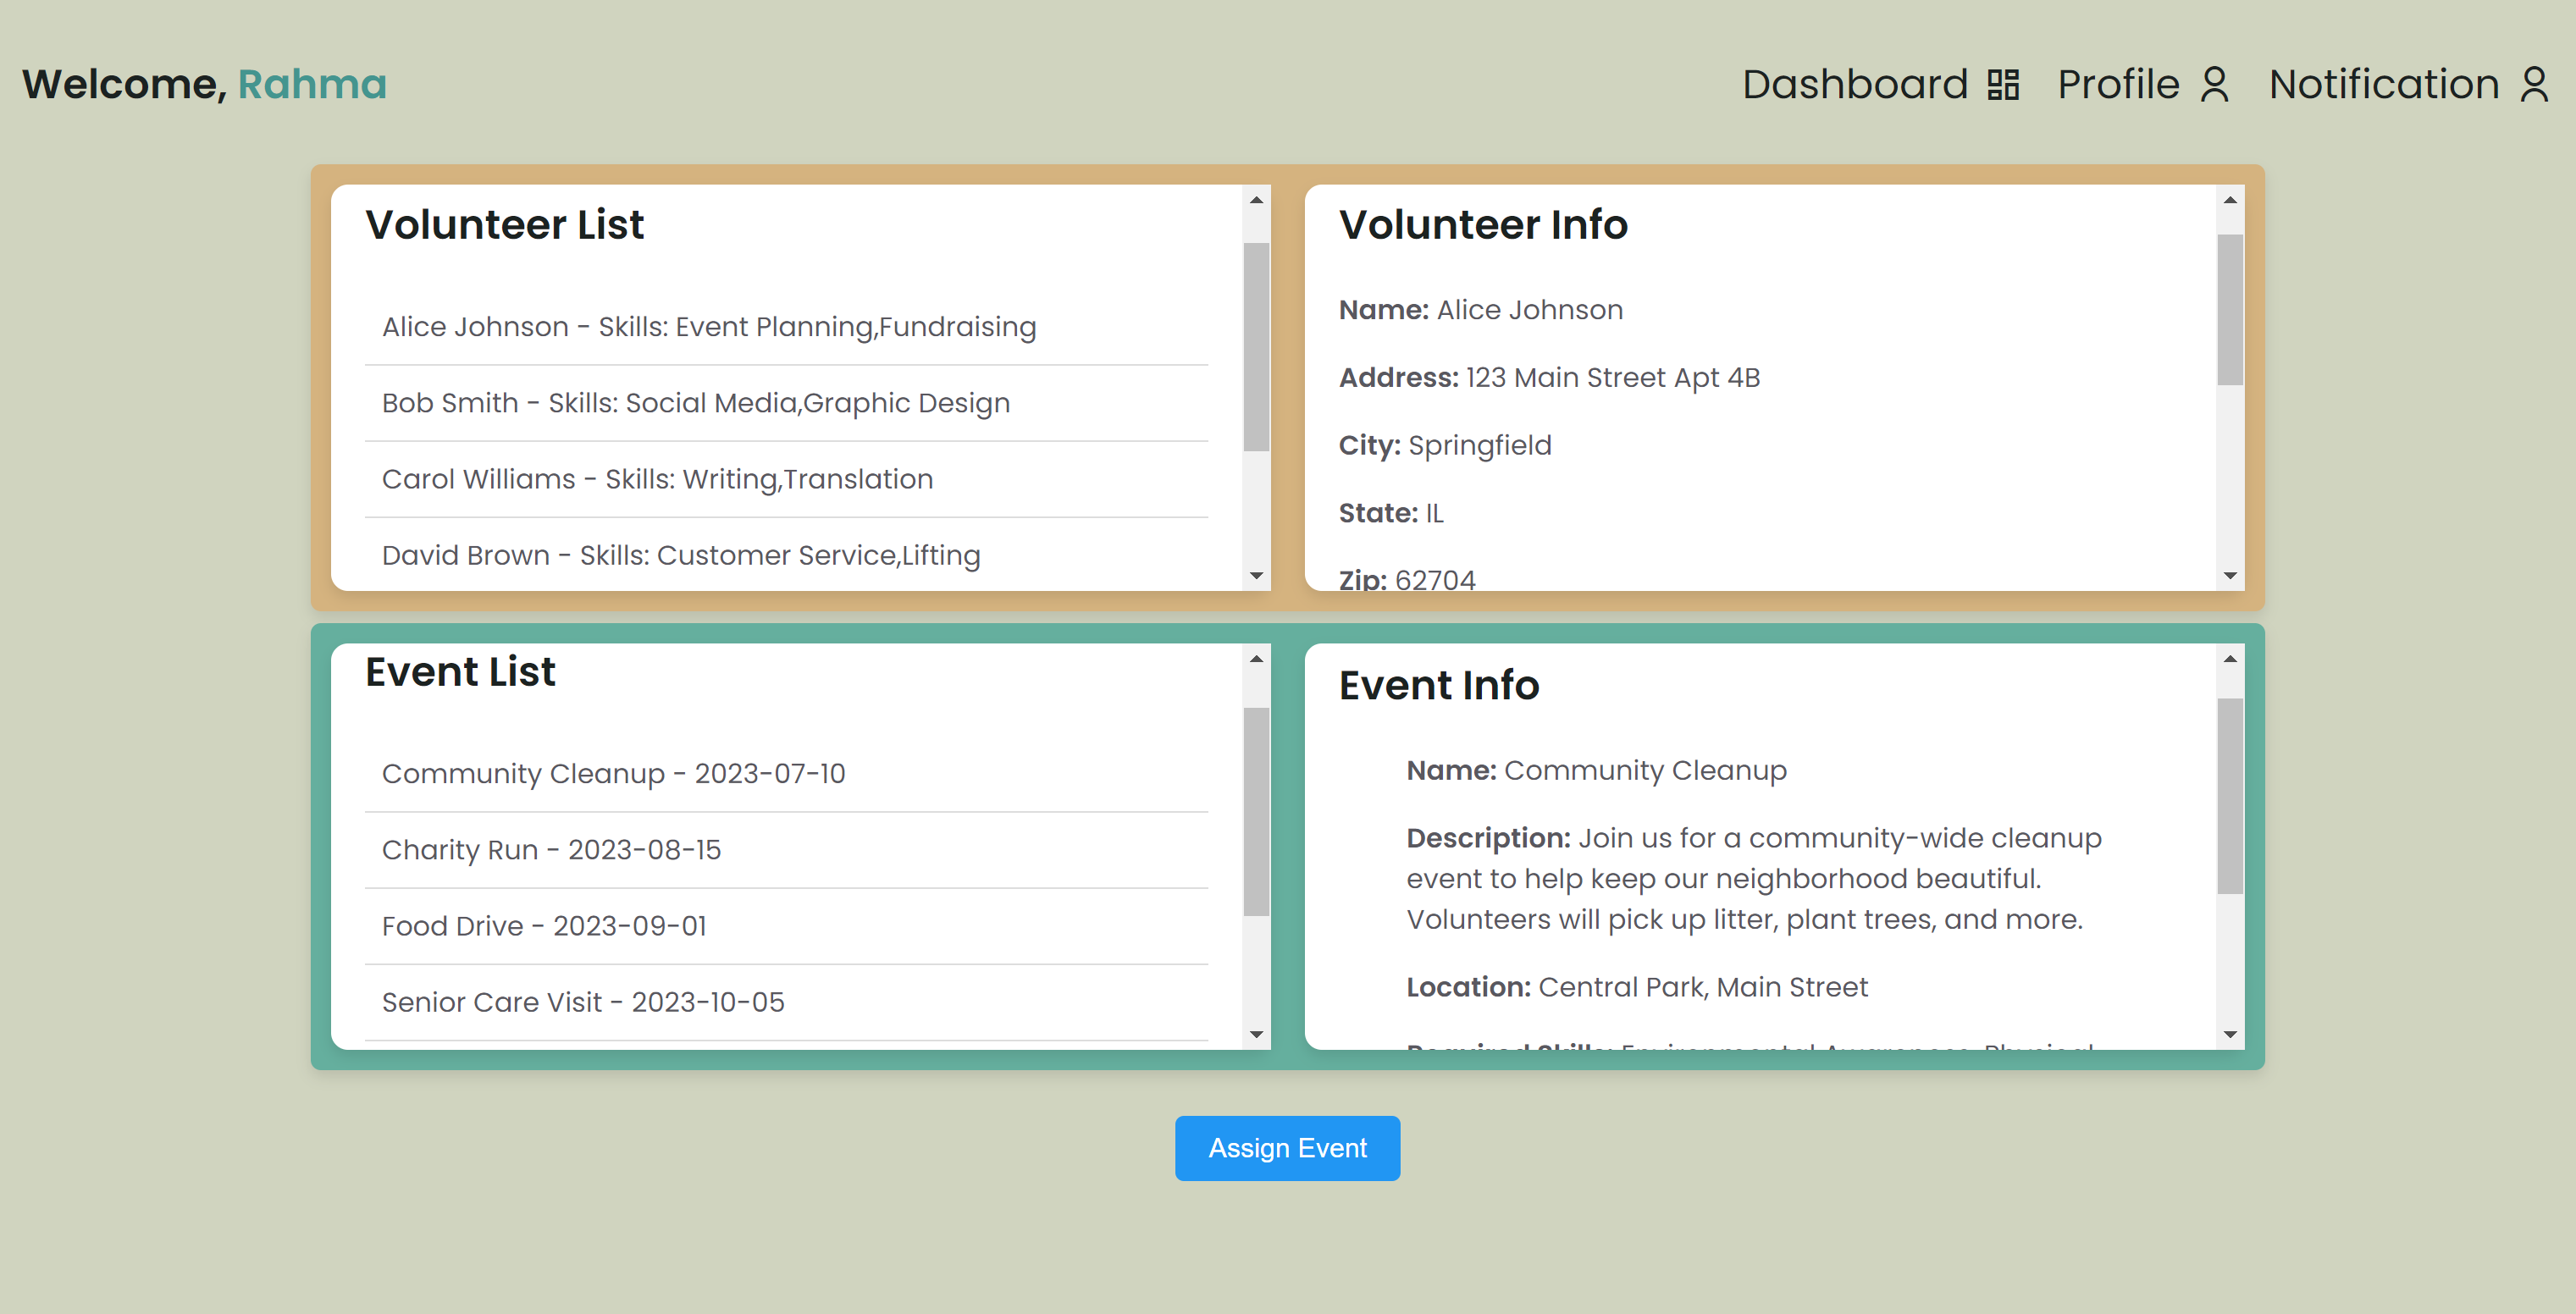 Welcome, Rahma
Dashboard Profile Notification
Volunteer List
Alice Johnson - Skills: Event Planning,Fundraising
Bob Smith - Skills: Social Media,Graphic Design
Carol Williams - Skills: Writing,Translation
David Brown - Skills: Customer Service,Lifting
Volunteer Info
Name: Alice Johnson
Address: 123 Main Street Apt 4B
City: Springfield
State: IL
Zip: 62704
Event List
Community Cleanup - 2023-07-10
Charity Run - 2023-08-15
Food Drive - 2023-09-01
Senior Care Visit - 2023-10-05
Event Info
Name: Community Cleanup
Description: Join us for a community-wide cleanup
event to help keep our neighborhood beautiful.
Volunteers will pick up litter, plant trees, and more.
Location: Central Park, Main Street
Required Skills: Environmental Awareness, Physical
Assign Event